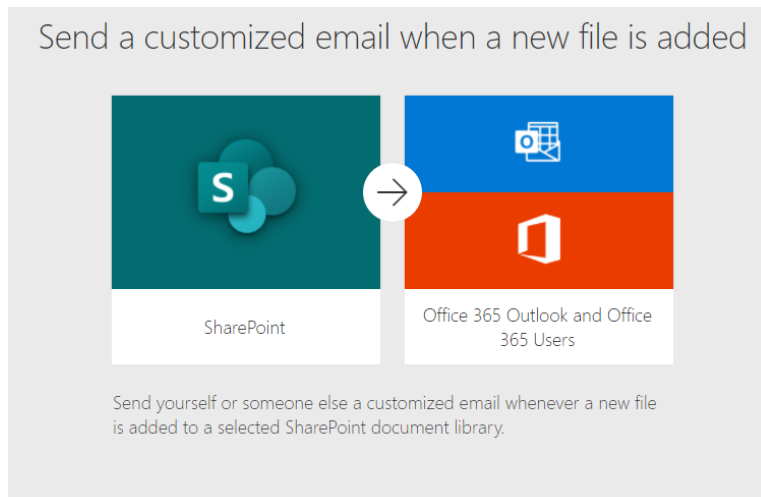 Send a customized email when a new file is added
S
O
SharePoint
Office 365 Outlook and Office
365 Users
Send yourself or someone else a customized email whenever a new file
is added to a selected SharePoint document library.